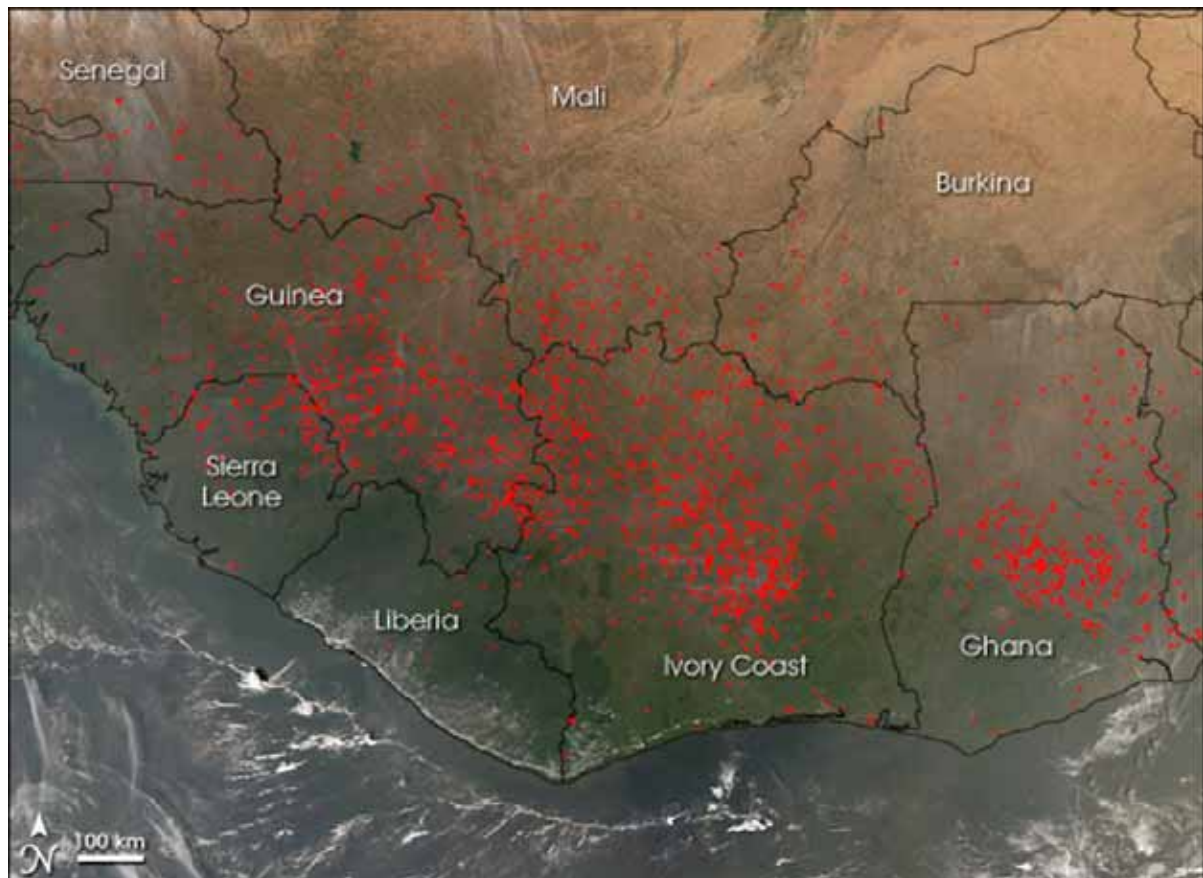 Senegal
Mali
Burkina
Guinea
Sierra
Leone
Liberia
Ivory Coast
Ghana
N
100 km